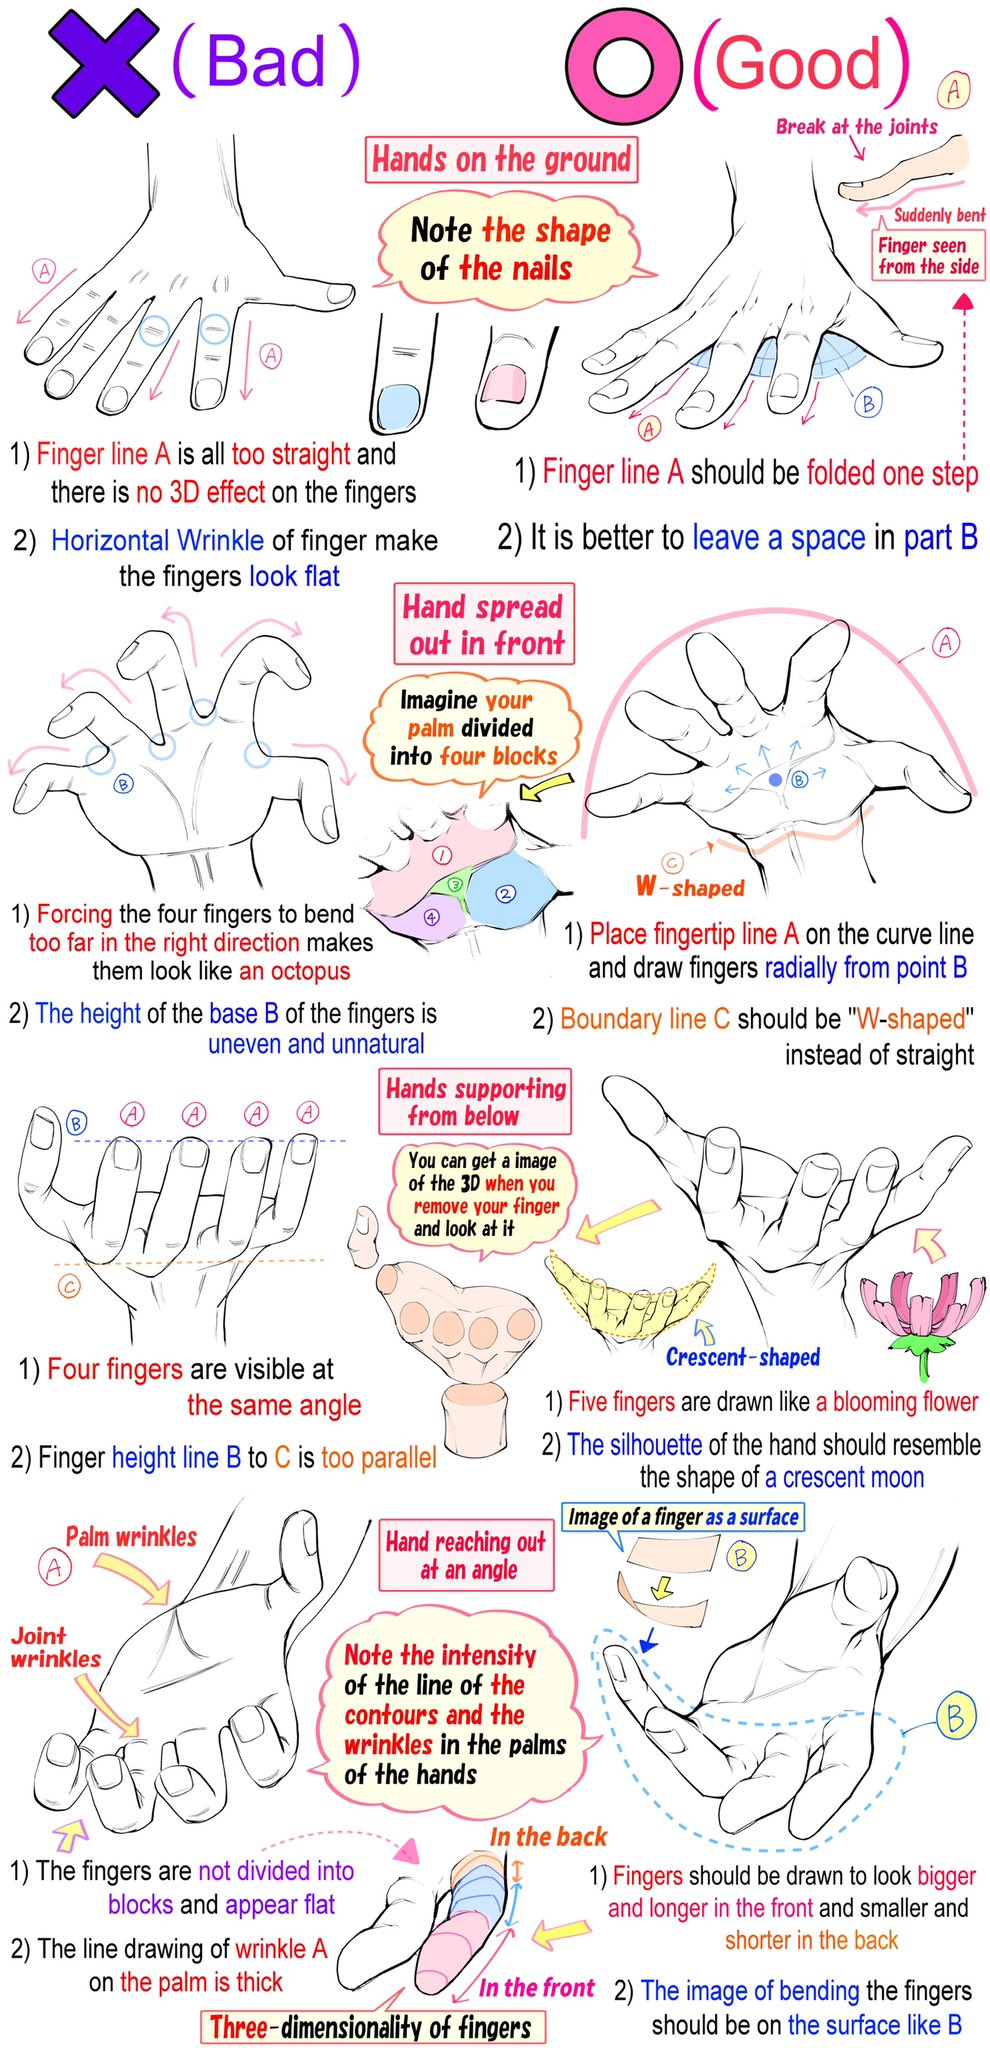 (Bad)
(Good)
A
Break at the joints
Hands on the ground
Suddenly bent
Finger seen
from the side
Note the shape
of the nails
A
A
B
A
1) Finger line A is all too straight and
there is no 3D effect on the fingers
2) Horizontal Wrinkle of finger make
the fingers look flat
1) Finger line A should be folded one step
2) It is better to leave a space in part B
Hand spread
out in front
Imagine your
palm divided
into four blocks
B
A
B
C
W-shaped
1
2
3
4
1) Forcing the four fingers to bend
too far in the right direction makes
them look like an octopus
2) The height of the base B of the fingers is
uneven and unnatural
1) Place fingertip line A on the curve line
and draw fingers radially from point B
2) Boundary line C should be "W-shaped"
instead of straight
Hands supporting
from below
B
A
A
A
A
C
You can get a image
of the 3D when you
remove your finger
and look at it
Crescent-shaped
1) Four fingers are visible at
the same angle
2) Finger height line B to C is too parallel
1) Five fingers are drawn like a blooming flower
2) The silhouette of the hand should resemble
the shape of a crescent moon
Hand reaching out
at an angle
Palm wrinkles
A
Joint
wrinkles
Image of a finger as a surface
B
B
Note the intensity
of the line of the
contours and the
wrinkles in the palms
of the hands
1) The fingers are not divided into
blocks and appear flat
2) The line drawing of wrinkle A
on the palm is thick
In the back
In the front
Three-dimensionality of fingers
1) Fingers should be drawn to look bigger
and longer in the front and smaller and
shorter in the back
2) The image of bending the fingers
should be on the surface like B